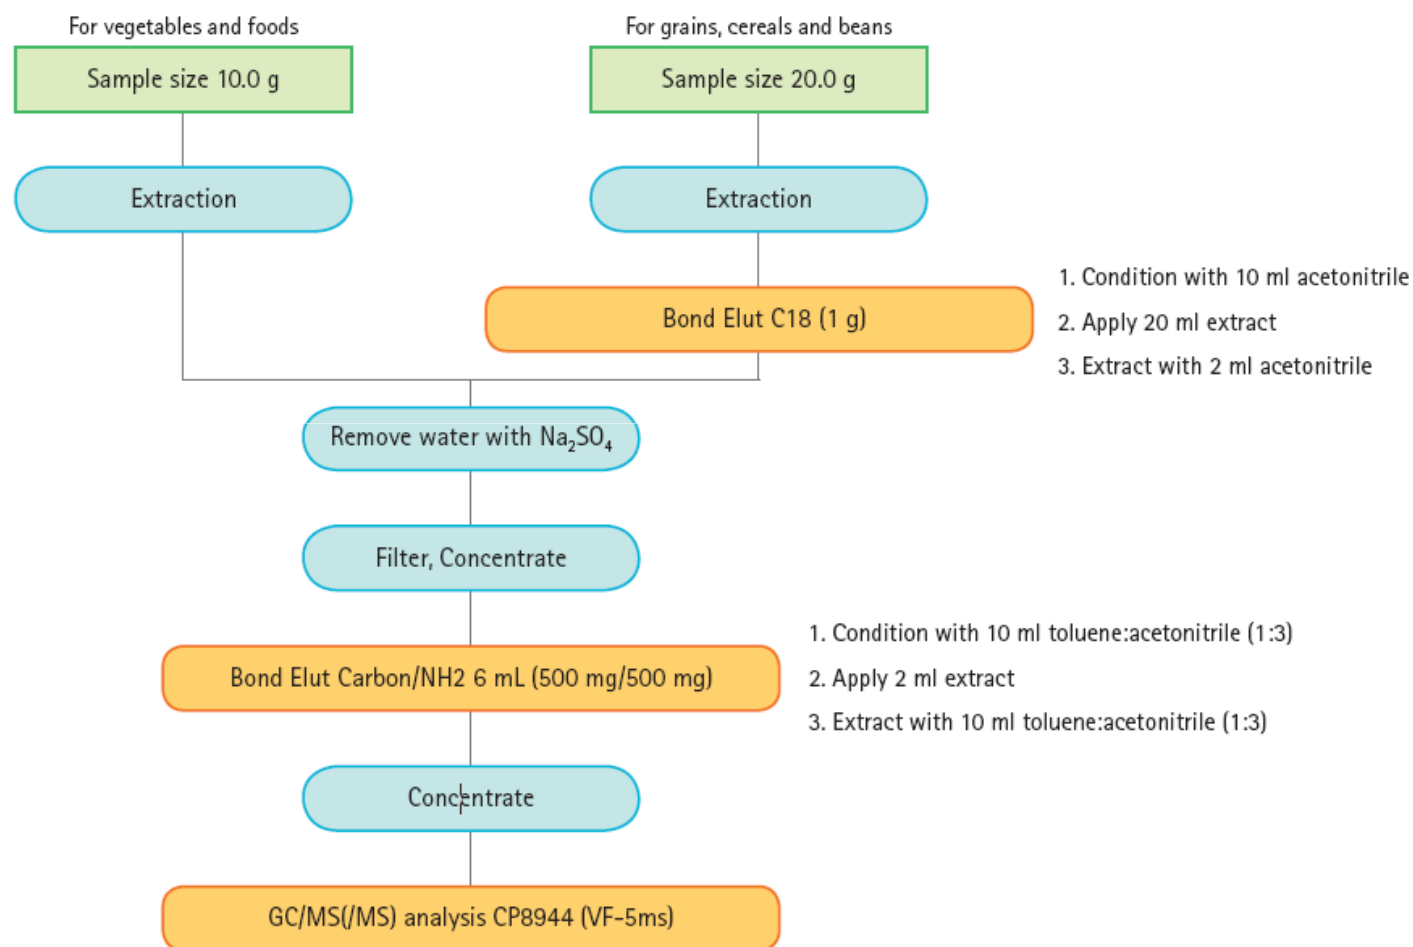 For vegetables and foods
For grains, cereals and beans
Sample size 10.0 g
Sample size 20.0 g
Extraction
Extraction
Bond Elut C18 (1 g)
1. Condition with 10 ml acetonitrile
2. Apply 20 ml extract
3. Extract with 2 ml acetonitrile
Remove water with Na₂SO₄
Filter, Concentrate
Bond Elut Carbon/NH2 6 mL (500 mg/500 mg)
1. Condition with 10 ml toluene:acetonitrile (1:3)
2. Apply 2 ml extract
3. Extract with 10 ml toluene:acetonitrile (1:3)
Concentrate
GC/MS(/MS) analysis CP8944 (VF-5ms)